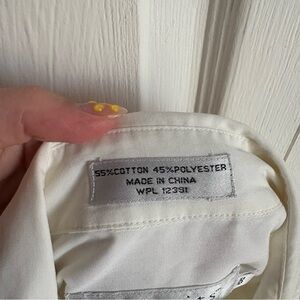 55%COTTON 45%POLYESTER
MADE IN CHINA
WPL 12391